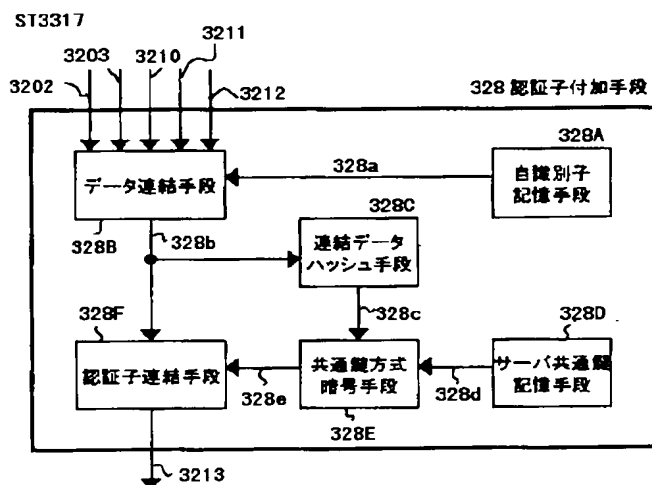 ST3317
3211
3203 3210
3202
3212
328 認証子付加手段
328A
328a
データ連結手段
自識別子
記憶手段
328B
328b
328C
連結データ
ハッシュ手段
328F
328c
328D
認証子連結手段
共通鍵方式
暗号手段
サーバ共通鍵
記憶手段
328e
328d
328E
3213